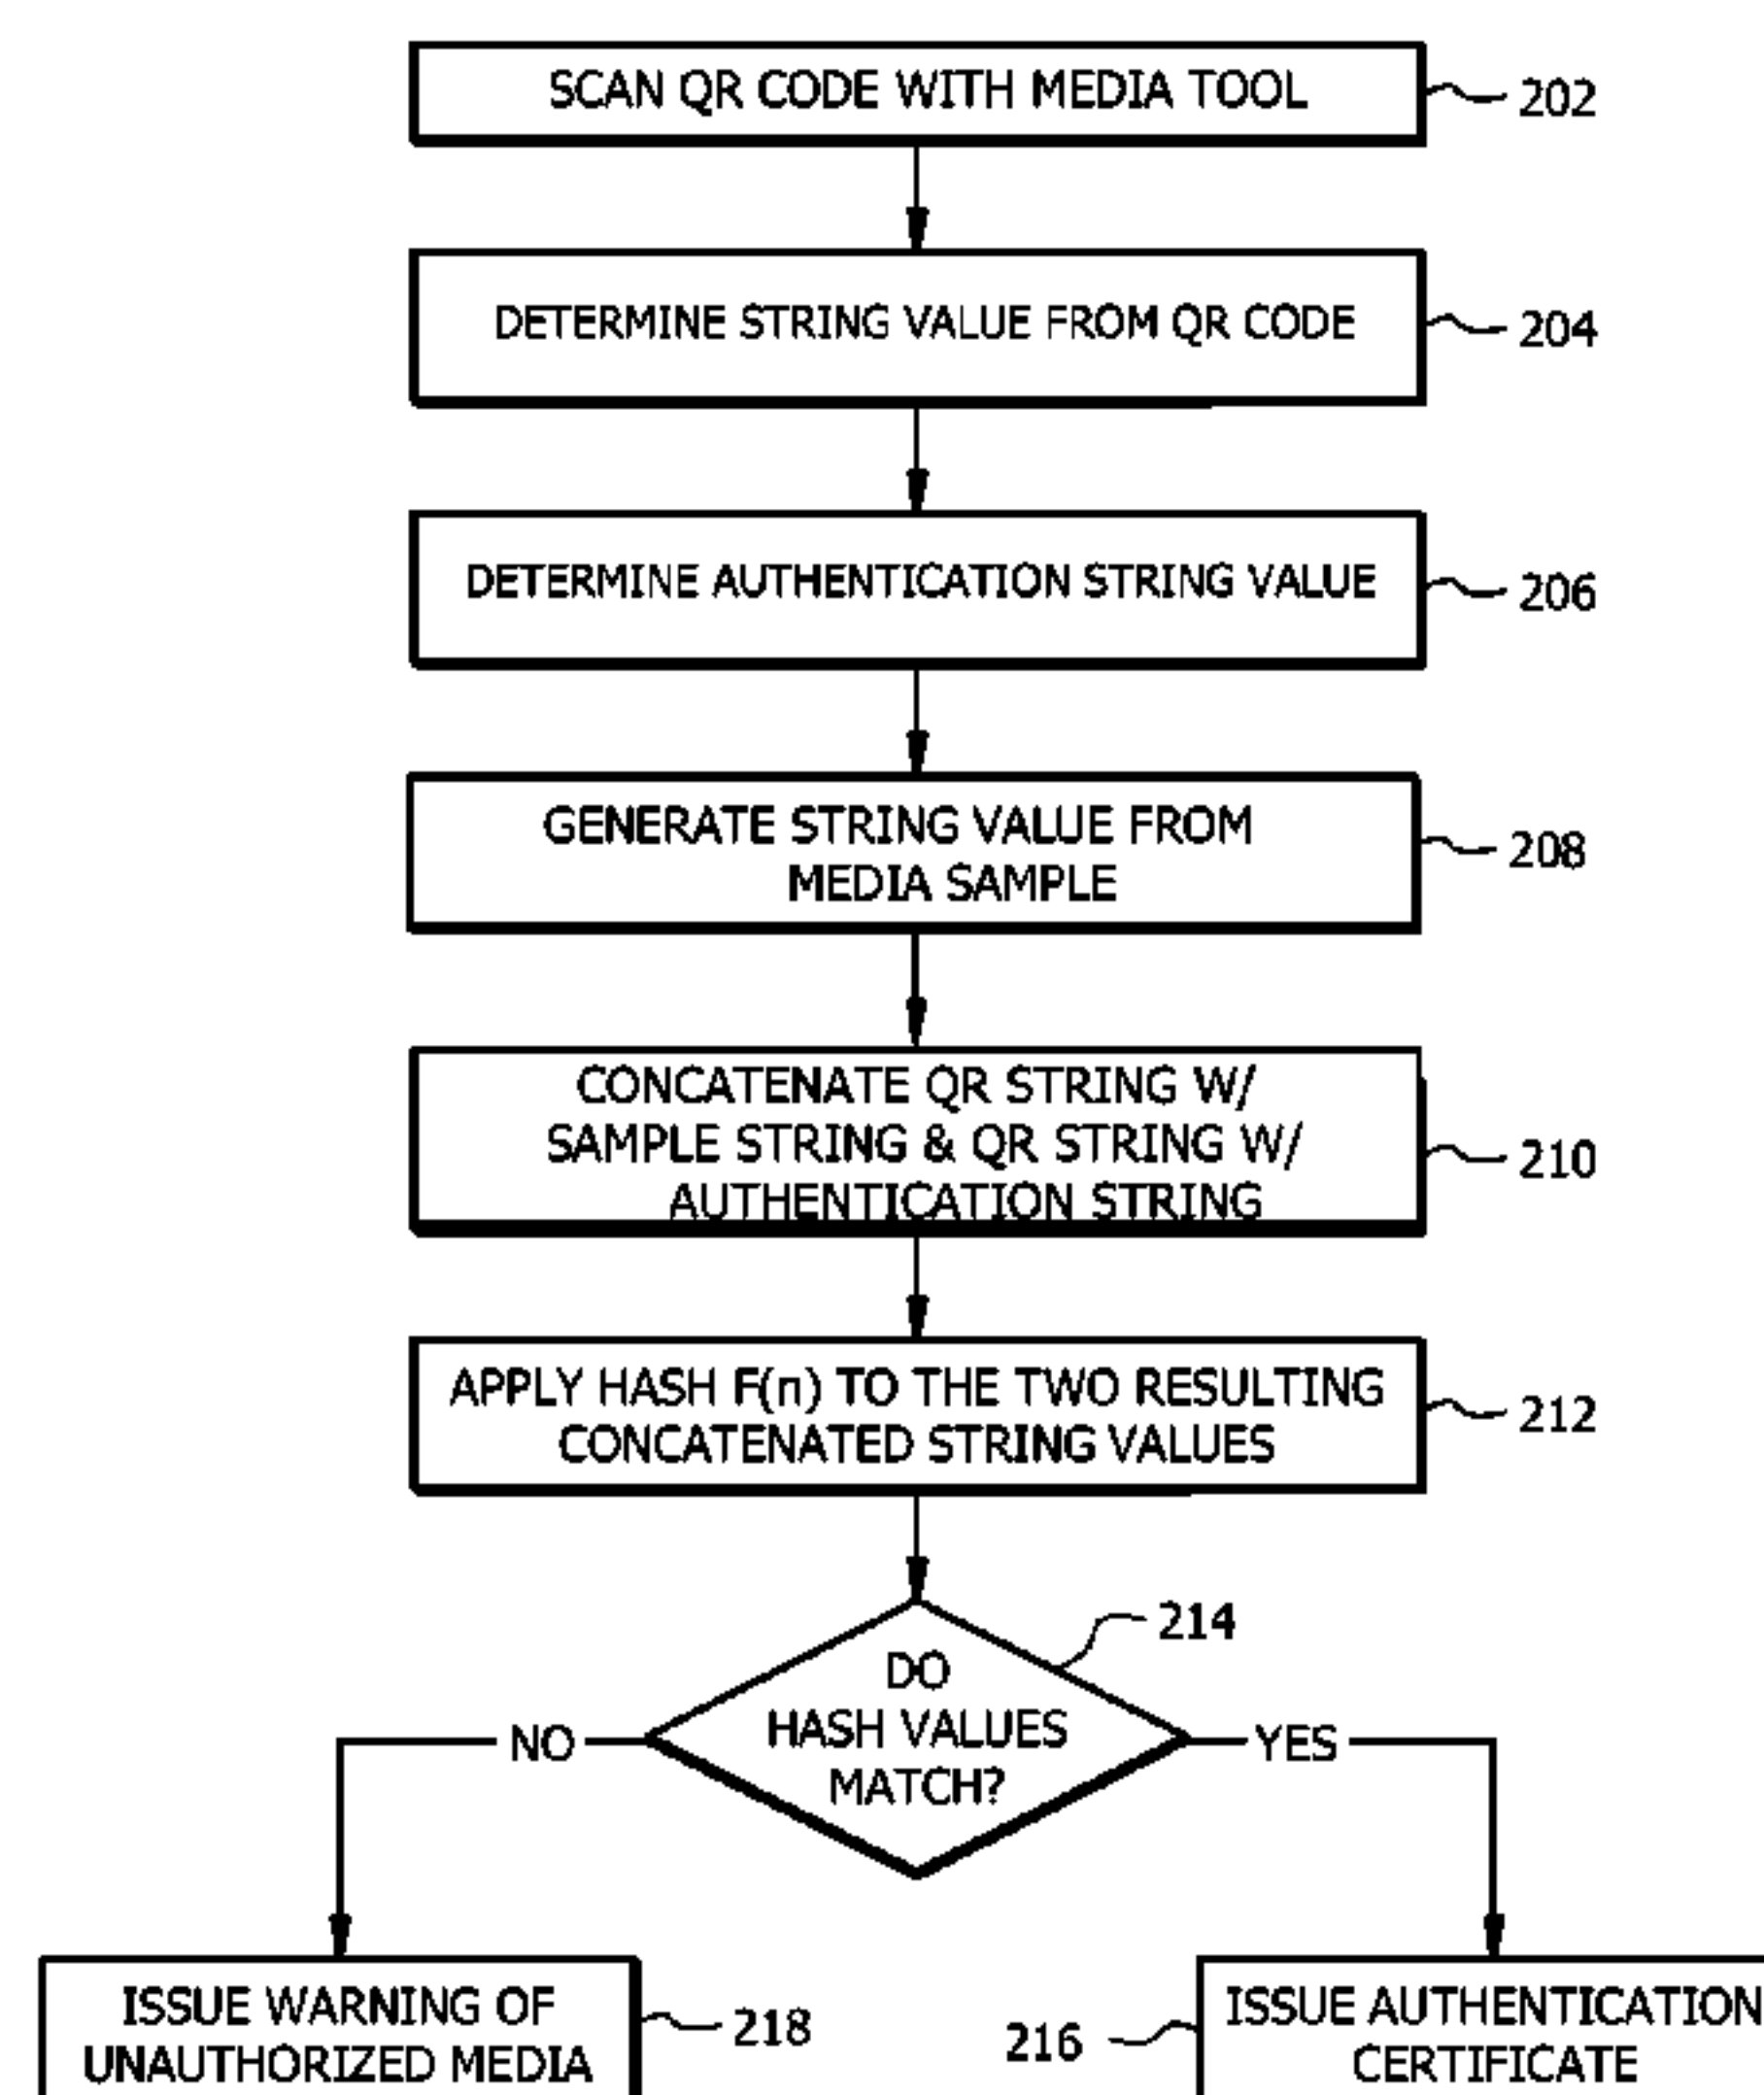 SCAN QR CODE WITH MEDIA TOOL
202
DETERMINE STRING VALUE FROM QR CODE
204
DETERMINE AUTHENTICATION STRING VALUE
206
GENERATE STRING VALUE FROM
MEDIA SAMPLE
208
CONCATENATE QR STRING W/
SAMPLE STRING & QR STRING W/
AUTHENTICATION STRING
210
APPLY HASH F(n) TO THE TWO RESULTING
CONCATENATED STRING VALUES
212
214
DO
HASH VALUES
MATCH?
NO
YES
ISSUE WARNING OF
UNAUTHORIZED MEDIA
218
216
ISSUE AUTHENTICATION
CERTIFICATE